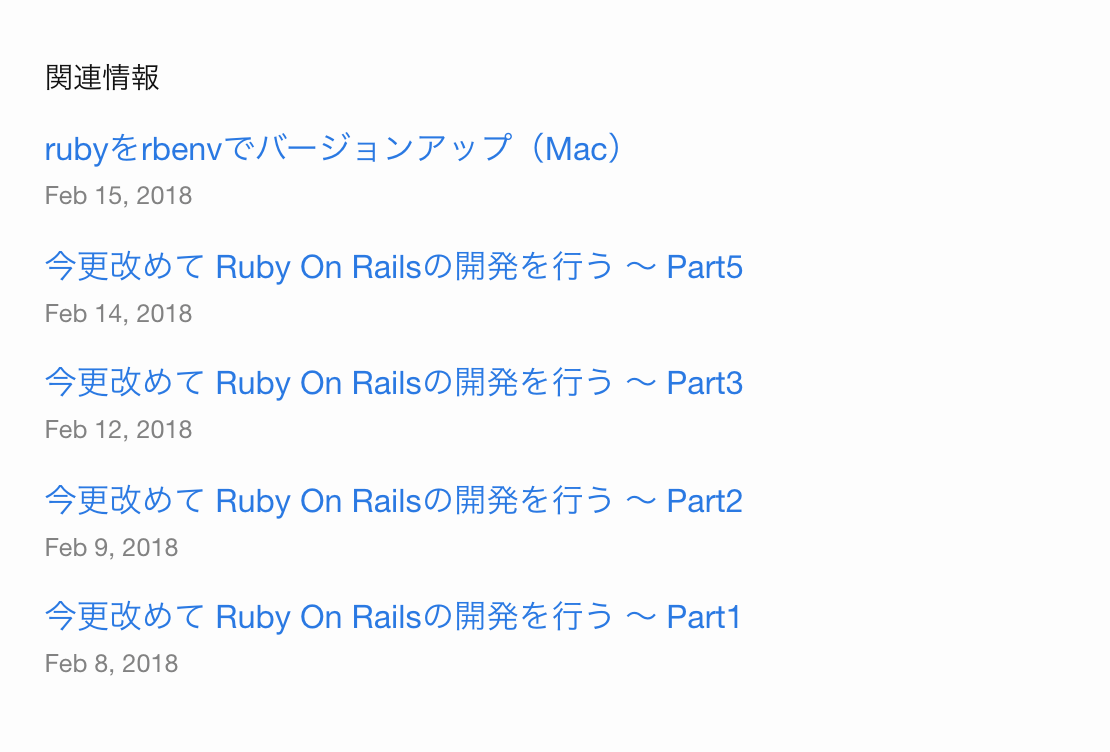 関連情報
rubyをrbenvでバージョンアップ（Mac）
Feb 15, 2018
今更改めて Ruby On Railsの開発を行う 〜 Part5
Feb 14, 2018
今更改めて Ruby On Railsの開発を行う 〜 Part3
Feb 12, 2018
今更改めて Ruby On Railsの開発を行う 〜 Part2
Feb 9, 2018
今更改めて Ruby On Railsの開発を行う 〜 Part1
Feb 8, 2018